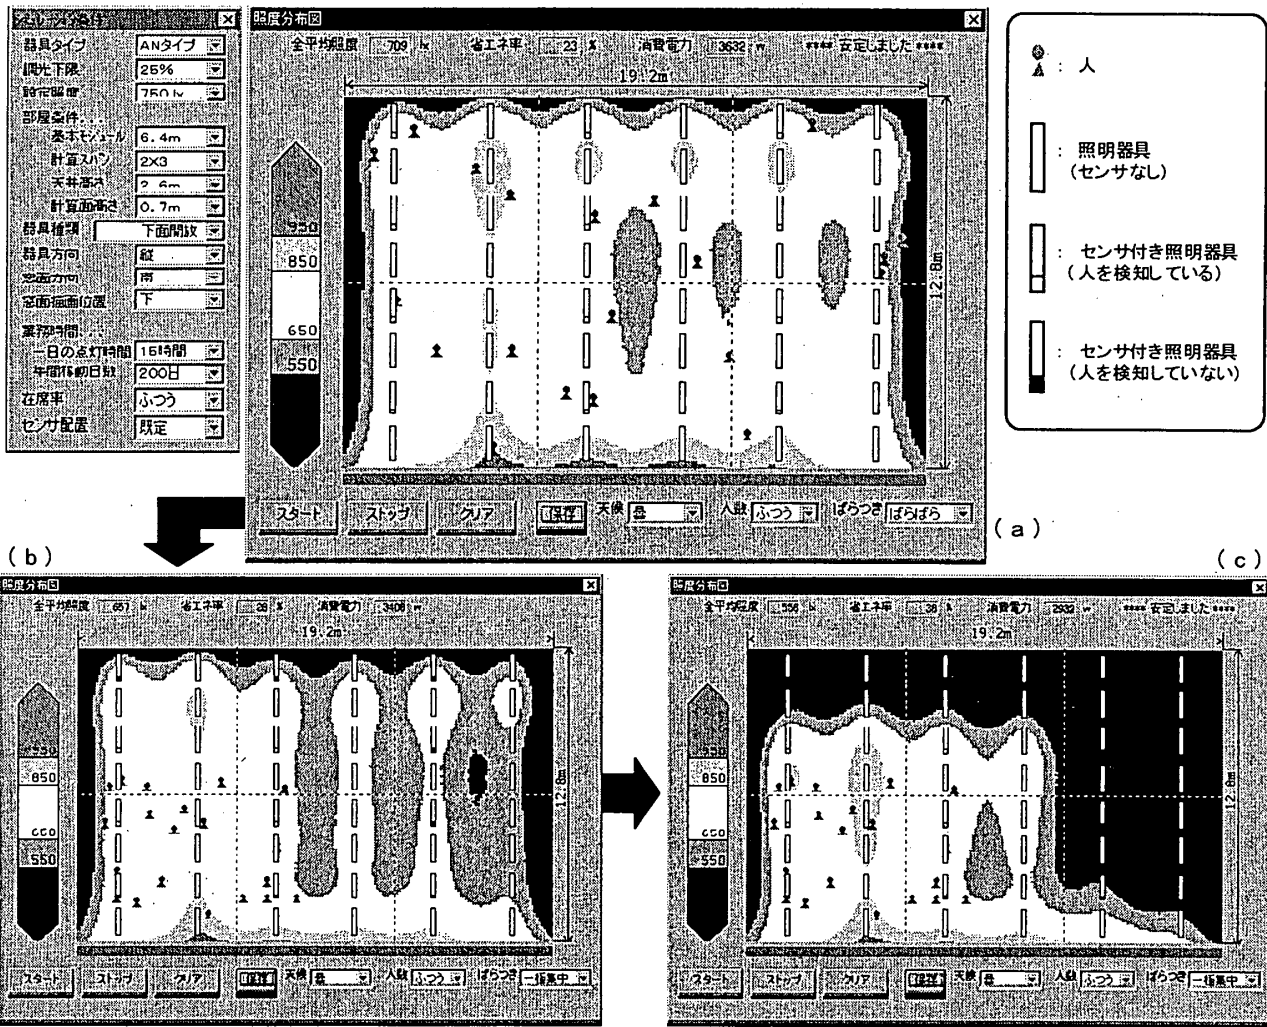 照度分布図
器具タイプ ANタイプ
調光下限 25%
設定照度 750 lx
部屋条件...
基本モジュール 6.4m
計算スパン 2X3
天井高さ 2.6m
計算面高さ 0.7m
器具種類 下面開放
器具方向 縦
窓面方向 南
窓面描画位置 下
業務時間...
一日の点灯時間 16時間
年間稼動日数 200日
在席率 ふつう
センサ配置 既定
全平均照度 709 lx 省エネ率 23 % 消費電力 3632 w **** 安定しました ****
19.2m
12.8m
950
850
650
550
スタート ストップ クリア 保存 天候 曇 人数 ふつう ばらつき ばらばら
(a)
: 人
: 照明器具
(センサなし)
: センサ付き照明器具
(人を検知している)
: センサ付き照明器具
(人を検知していない)
(b)
照度分布図
全平均照度 657 lx 省エネ率 28 % 消費電力 3408 w
19.2m
12.8m
950
850
650
550
スタート ストップ クリア 保存 天候 曇 人数 ふつう ばらつき 一括集中
(c)
照度分布図
全平均照度 556 lx 省エネ率 38 % 消費電力 2932 w **** 安定しました ****
19.2m
12.8m
950
850
650
550
スタート ストップ クリア 保存 天候 曇 人数 ふつう ばらつき 一括集中